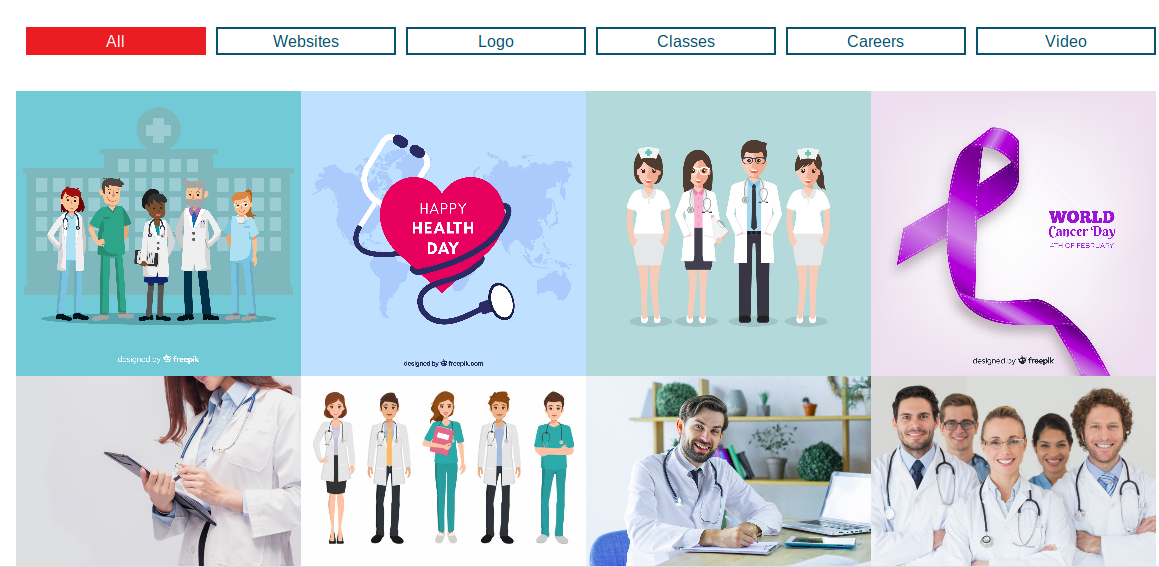 All
Websites
Logo
Classes
Careers
Video
HAPPY
HEALTH
DAY
WORLD
Cancer Day
4TH OF FEBRUARY
designed by freepik
designed by freepik.com
designed by freepik